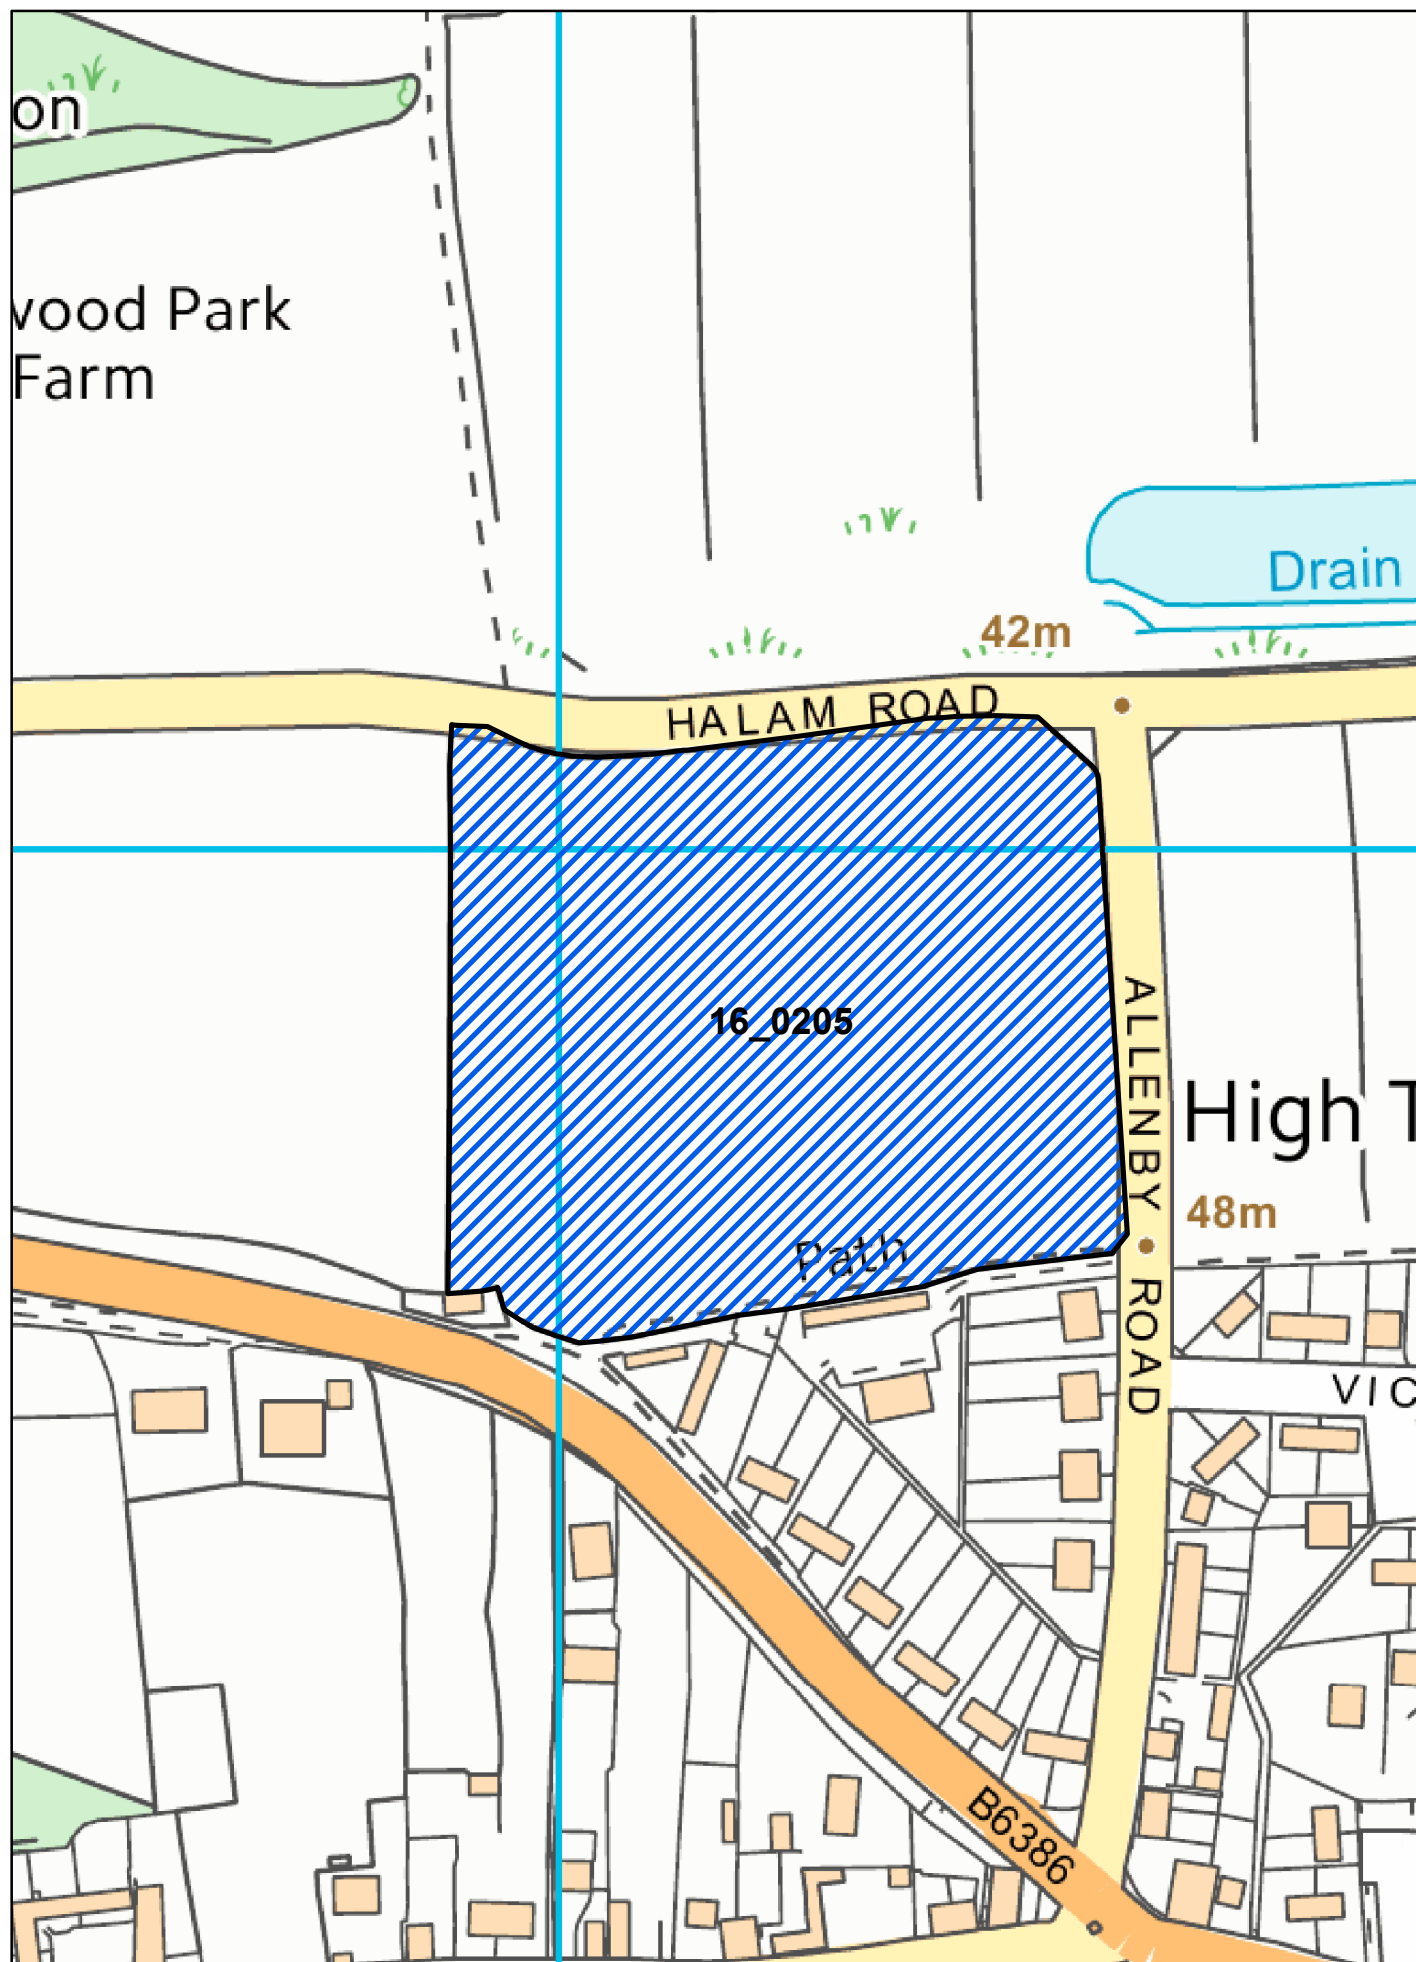 on
vood Park
Farm
Drain
42m
HALAM ROAD
16_0205
ALLENBY ROAD
High T
48m
Path
VIC
B6386